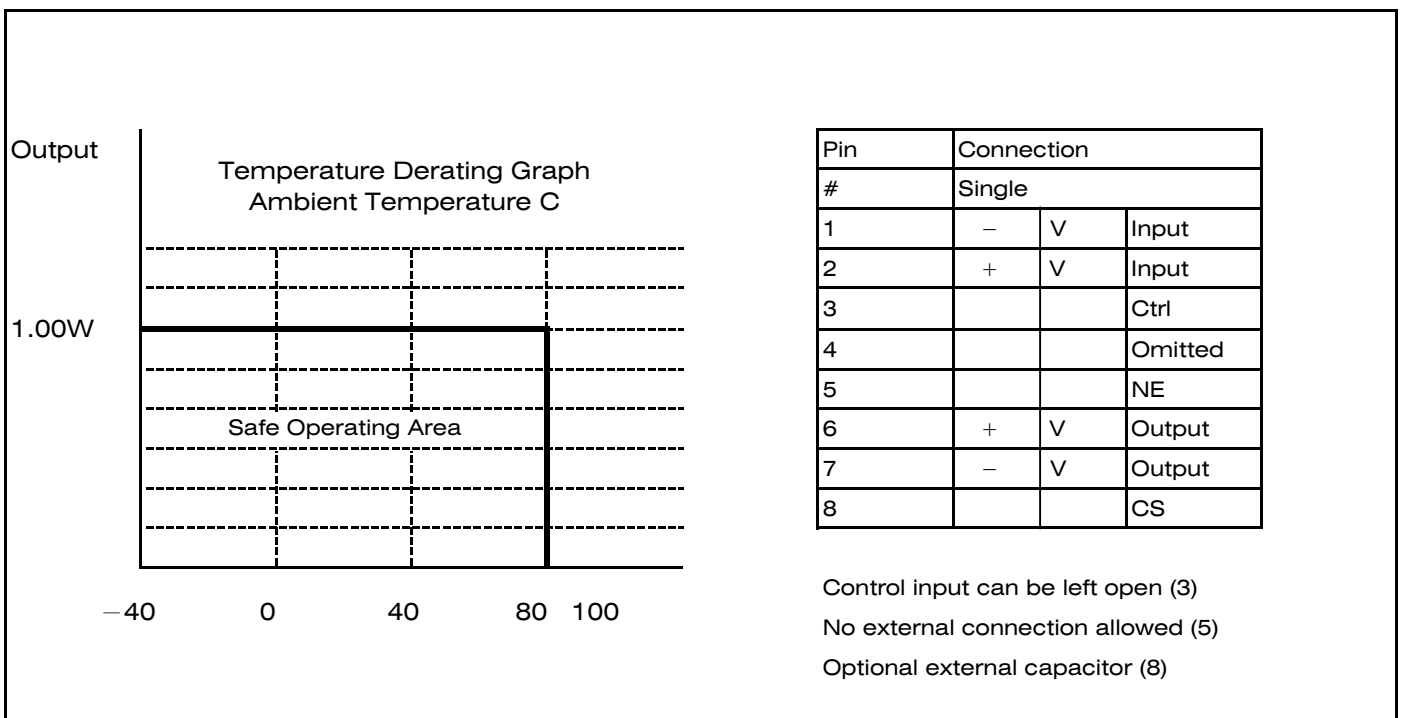 Output
Temperature Derating Graph
Ambient Temperature C
1.00W
Safe Operating Area
−40 0 40 80 100
Pin Connection
# Single
1 − V Input
2 + V Input
3 Ctrl
4 Omitted
5 NE
6 + V Output
7 − V Output
8 CS
Control input can be left open (3)
No external connection allowed (5)
Optional external capacitor (8)